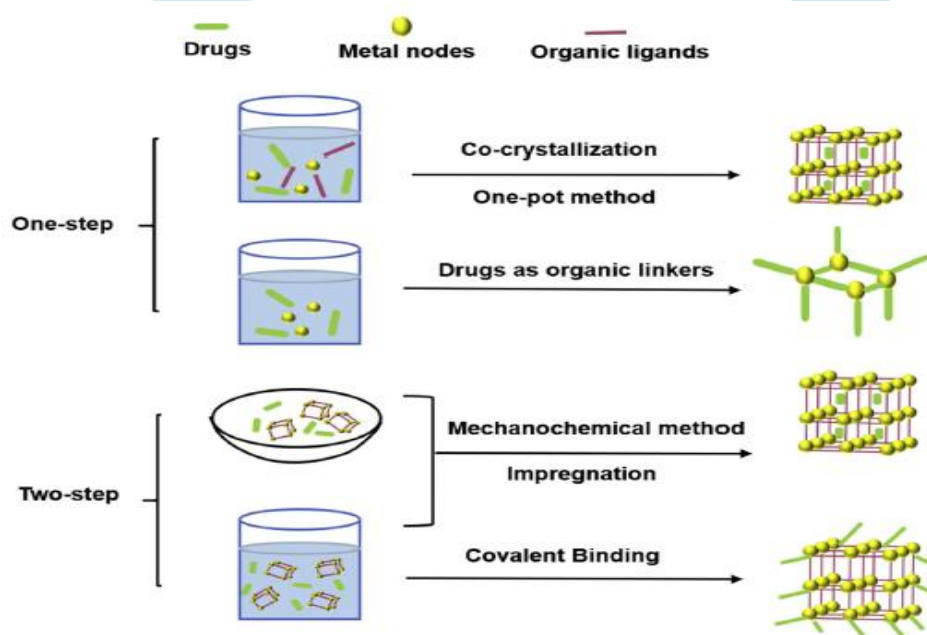 Drugs
Metal nodes
Organic ligands
One-step
Co-crystallization
One-pot method
Drugs as organic linkers
Two-step
Mechanochemical method
Impregnation
Covalent Binding